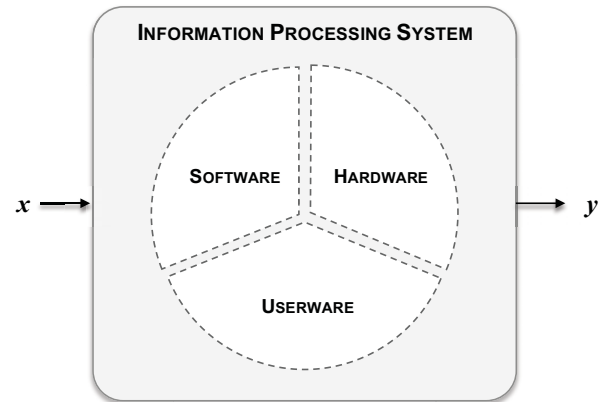 INFORMATION PROCESSING SYSTEM
SOFTWARE
HARDWARE
x
y
USERWARE